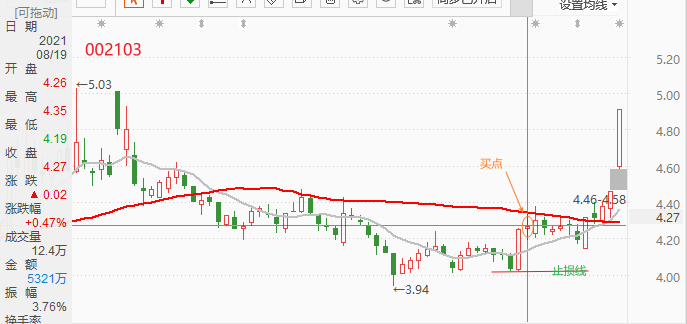 [可拖动]
设置均线
日 期
2021
08/19
开 盘
4.26
最 高
4.35
最 低
4.19
收 盘
4.27
涨 跌
▲ 0.02
涨跌幅
+0.47%
成交量
12.4万
金 额
5321万
振 幅
3.76%
换手率
002103
←5.03
买点
4.46-4.58
止损线
←3.94
5.20
5.00
4.80
4.60
4.40
4.27
4.20
4.00